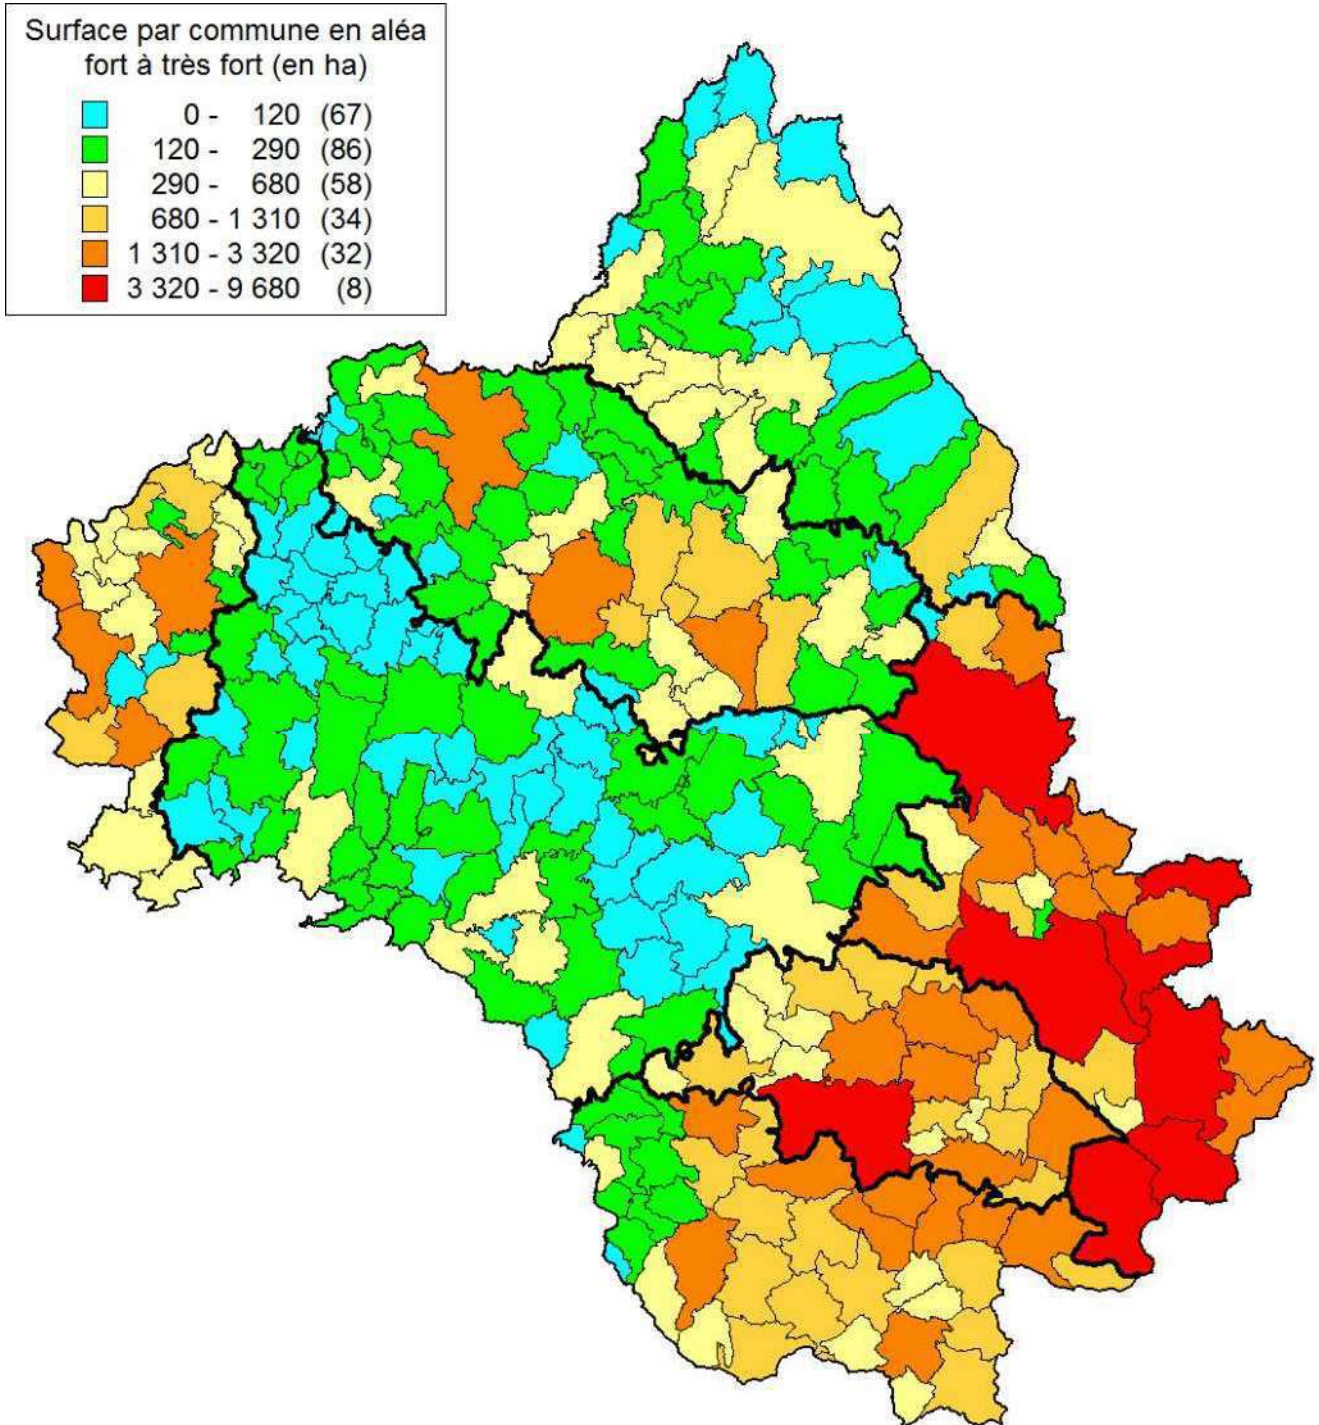 Surface par commune en aléa
fort à très fort (en ha)
0 - 120 (67)
120 - 290 (86)
290 - 680 (58)
680 - 1 310 (34)
1 310 - 3 320 (32)
3 320 - 9 680 (8)